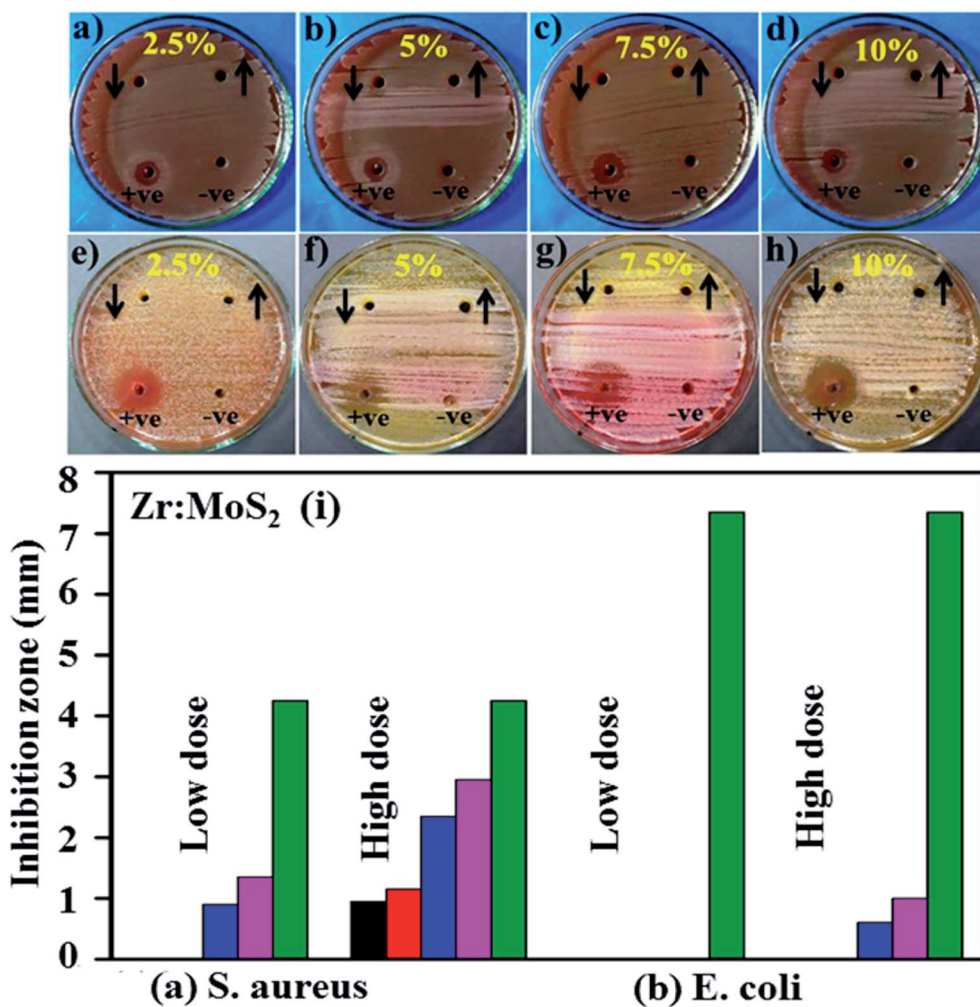 a) 2.5% b) 5% c) 7.5% d) 10%
+ve -ve +ve -ve +ve -ve +ve -ve
e) 2.5% f) 5% g) 7.5% h) 10%
+ve -ve +ve -ve +ve -ve +ve -ve
8
Zr:MoS₂ (i)
7
6
5
4
3
2
1
0
Inhibition zone (mm)
Low dose
High dose
Low dose
High dose
(a) S. aureus (b) E. coli